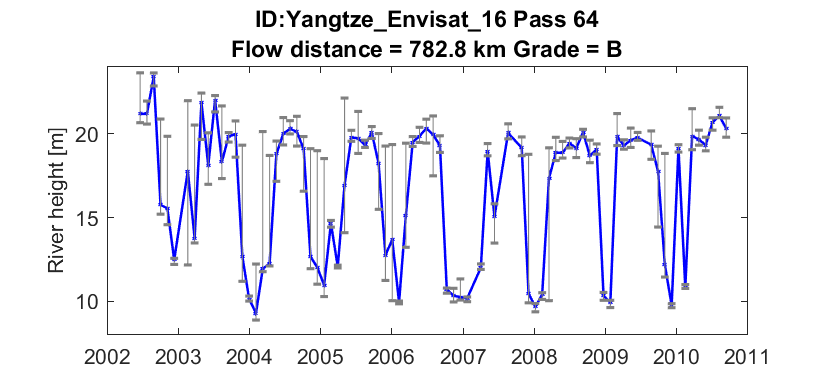 ID:Yangtze_Envisat_16 Pass 64
Flow distance = 782.8 km Grade = B
River height [m]
20
15
10
2002 2003 2004 2005 2006 2007 2008 2009 2010 2011